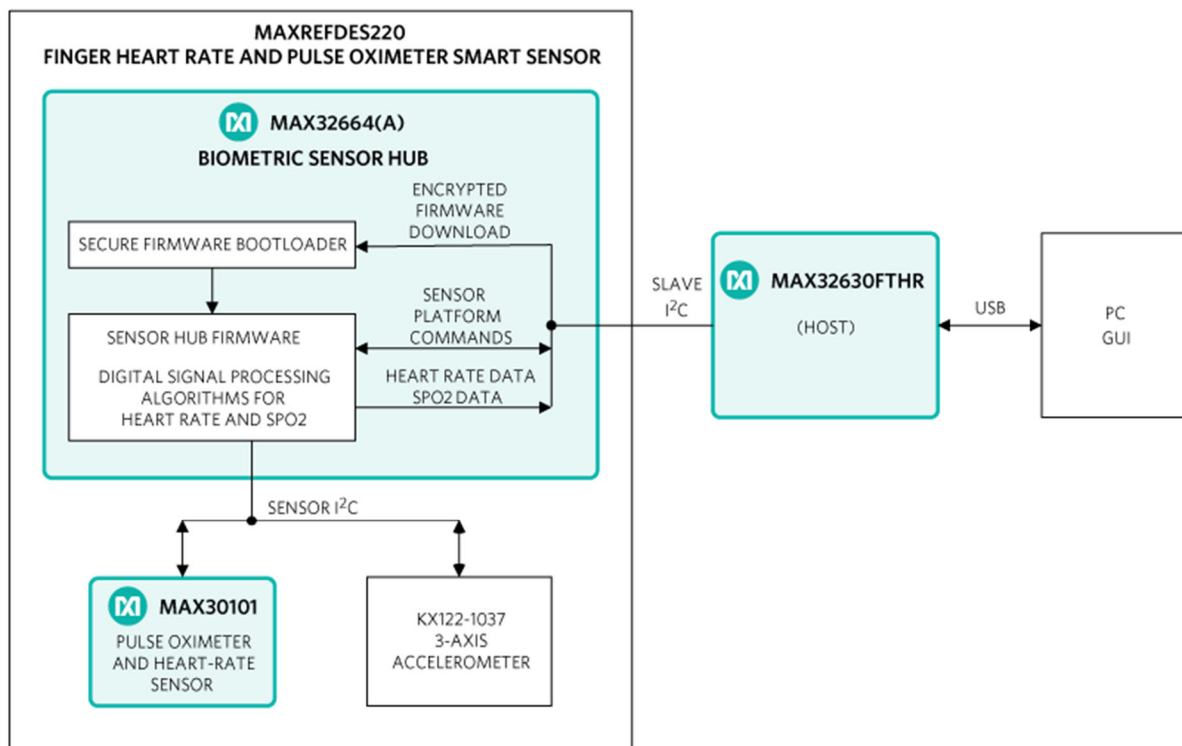 MAXREFDES220
FINGER HEART RATE AND PULSE OXIMETER SMART SENSOR
MAX32664(A)
BIOMETRIC SENSOR HUB
ENCRYPTED
FIRMWARE
DOWNLOAD
SECURE FIRMWARE BOOTLOADER
SENSOR
PLATFORM
COMMANDS
SENSOR HUB FIRMWARE
DIGITAL SIGNAL PROCESSING
ALGORITHMS FOR
HEART RATE AND SPO2
HEART RATE DATA
SPO2 DATA
SLAVE
I²C
MAX32630FTHR
(HOST)
USB
PC
GUI
SENSOR I²C
MAX30101
PULSE OXIMETER
AND HEART-RATE
SENSOR
KX122-1037
3-AXIS
ACCELEROMETER